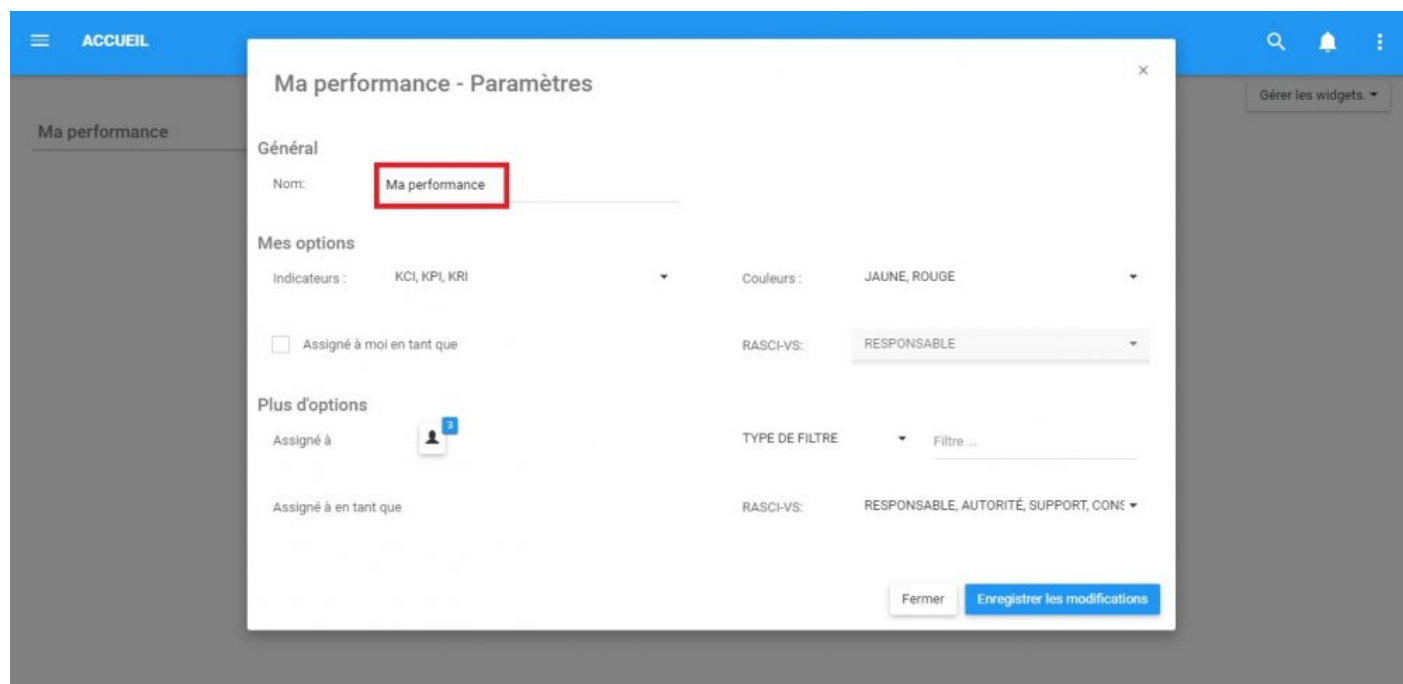 ACCUEIL
Gérer les widgets.
Ma performance
Ma performance - Paramètres
×
Général
Nom: Ma performance
Mes options
Indicateurs : KCI, KPI, KRI Couleurs : JAUNE, ROUGE
Assigné à moi en tant que RASCI-VS: RESPONSABLE
Plus d'options
Assigné à 3 TYPE DE FILTRE Filtre ...
Assigné à en tant que RASCI-VS: RESPONSABLE, AUTORITÉ, SUPPORT, CONS
Fermer Enregistrer les modifications